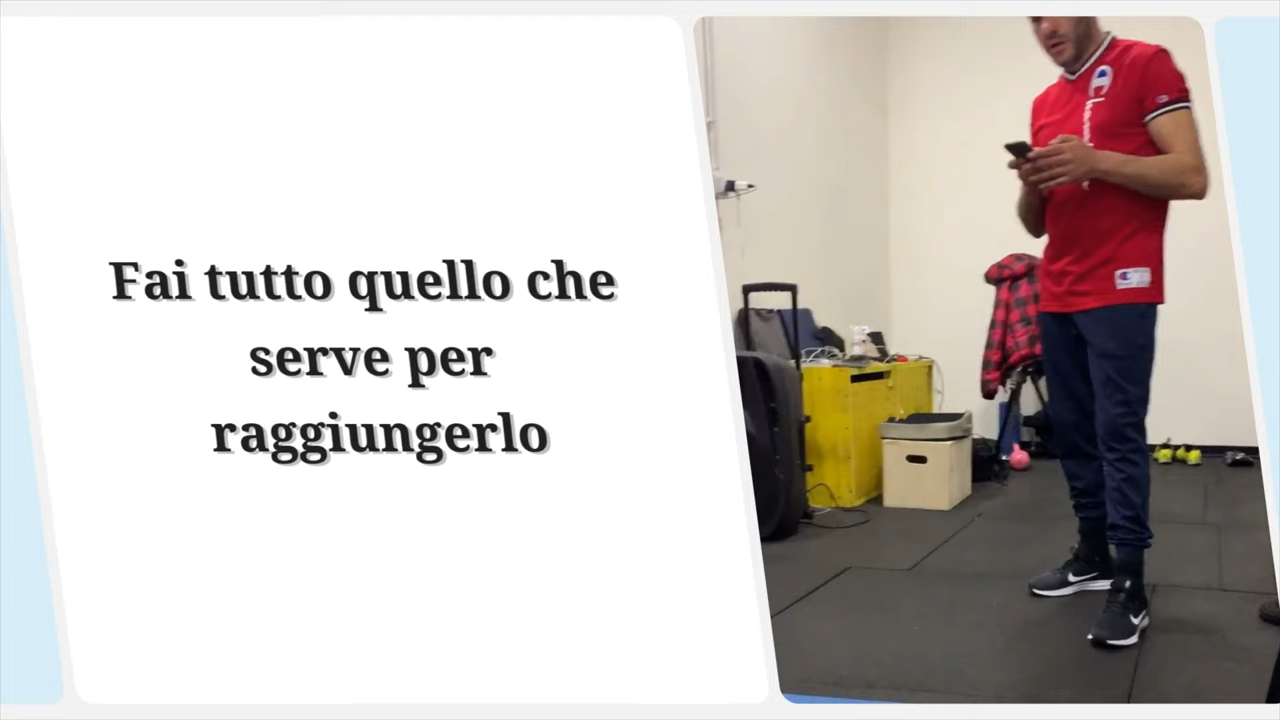 Fai tutto quello che
serve per
raggiungerlo